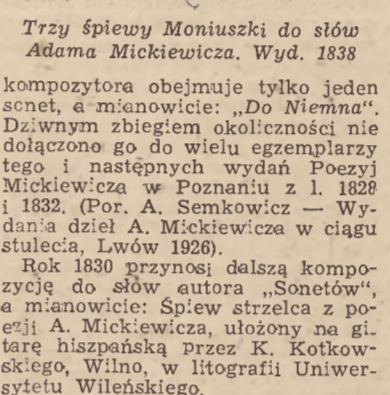 Trzy śpiewy Moniuszki do słów
Adama Mickiewicza. Wyd. 1838
kompozytora obejmuje tylko jeden
sonet, a mianowicie: „Do Niemna“.
Dziwnym zbiegiem okoliczności nie
dołączono go do wielu egzemplarzy
tego i następnych wydań Poezyj
Mickiewicza w Poznaniu z l. 1828
i 1832. (Por. A. Semkowicz — Wy-
dania dzieł A. Mickiewicza w ciągu
stulecia, Lwów 1926).
Rok 1830 przynosi dalszą kompo-
zycję do słów autora „Sonetów“,
a mianowicie: Śpiew strzelca z po-
ezji A. Mickiewicza, ułożony na gi-
tarę hiszpańską przez K. Kotkow-
skiego, Wilno, w litografii Uniwer-
sytetu Wileńskiego.